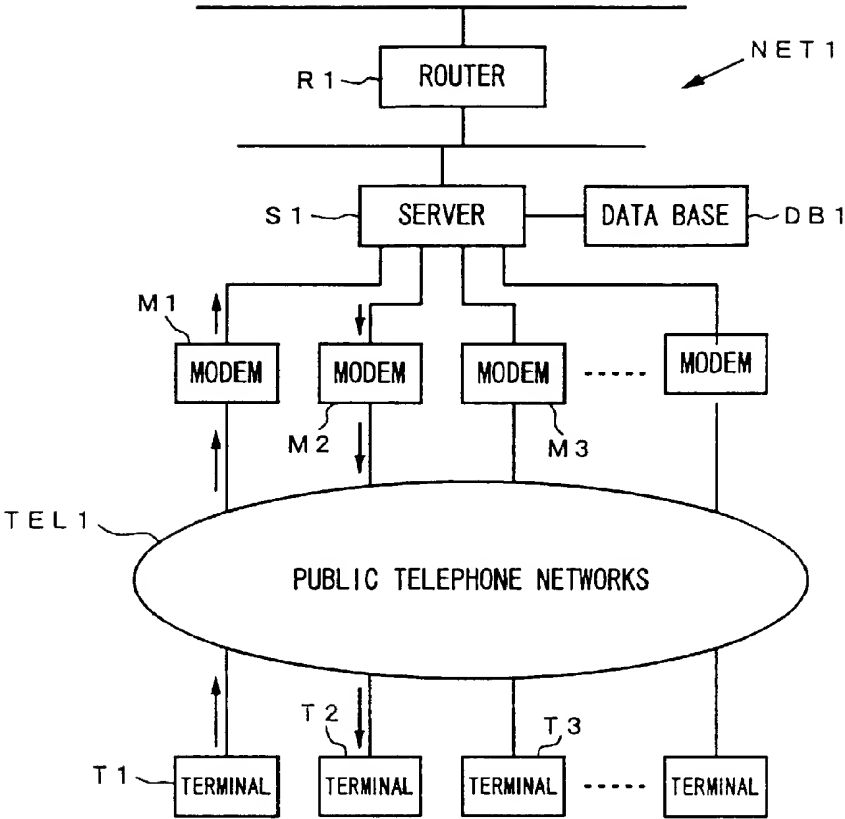 NET1
R1 ROUTER
S1 SERVER DATA BASE DB1
M1
MODEM MODEM MODEM ..... MODEM
M2 M3
TEL1
PUBLIC TELEPHONE NETWORKS
T2 T3
T1 TERMINAL TERMINAL TERMINAL ..... TERMINAL